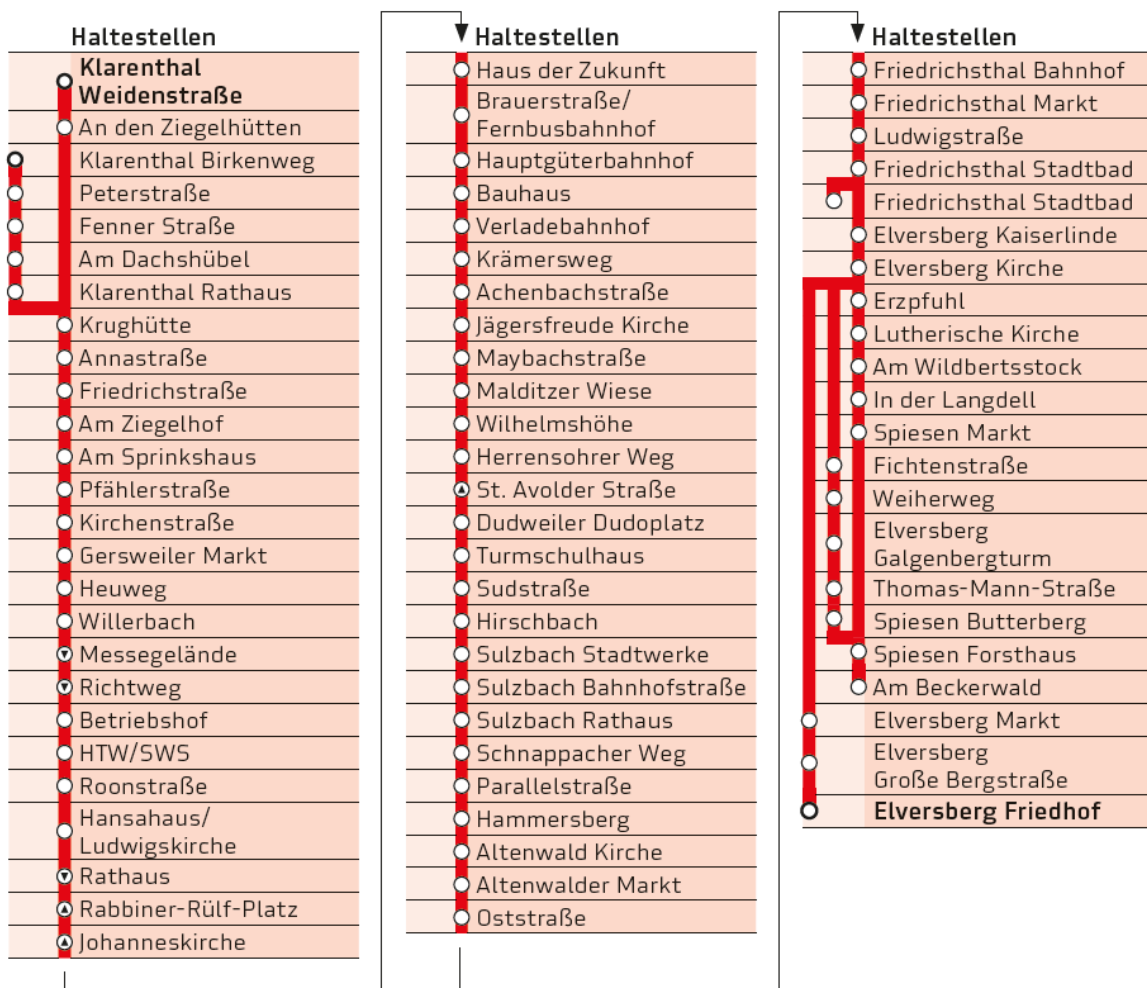 Haltestellen
Klarenthal
Weidenstraße
An den Ziegelhütten
Klarenthal Birkenweg
Peterstraße
Fenner Straße
Am Dachshübel
Klarenthal Rathaus
Krughütte
Annastraße
Friedrichstraße
Am Ziegelhof
Am Sprinkshaus
Pfählerstraße
Kirchenstraße
Gersweiler Markt
Heuweg
Willerbach
Messegelände
Richtweg
Betriebshof
HTW/SWS
Roonstraße
Hansahaus/
Ludwigskirche
Rathaus
Rabbiner-Rülf-Platz
Johanneskirche
Haltestellen
Haus der Zukunft
Brauerstraße/
Fernbusbahnhof
Hauptgüterbahnhof
Bauhaus
Verladebahnhof
Krämersweg
Achenbachstraße
Jägersfreude Kirche
Maybachstraße
Malditzer Wiese
Wilhelmshöhe
Herrensohrer Weg
St. Avolder Straße
Dudweiler Dudoplatz
Turmschulhaus
Sudstraße
Hirschbach
Sulzbach Stadtwerke
Sulzbach Bahnhofstraße
Sulzbach Rathaus
Schnappacher Weg
Parallelstraße
Hammersberg
Altenwald Kirche
Altenwalder Markt
Oststraße
Haltestellen
Friedrichsthal Bahnhof
Friedrichsthal Markt
Ludwigstraße
Friedrichsthal Stadtbad
Friedrichsthal Stadtbad
Elversberg Kaiserlinde
Elversberg Kirche
Erzpfuhl
Lutherische Kirche
Am Wildbertsstock
In der Langdell
Spiesen Markt
Fichtenstraße
Weiherweg
Elversberg
Galgenbergturm
Thomas-Mann-Straße
Spiesen Butterberg
Spiesen Forsthaus
Am Beckerwald
Elversberg Markt
Elversberg
Große Bergstraße
Elversberg Friedhof